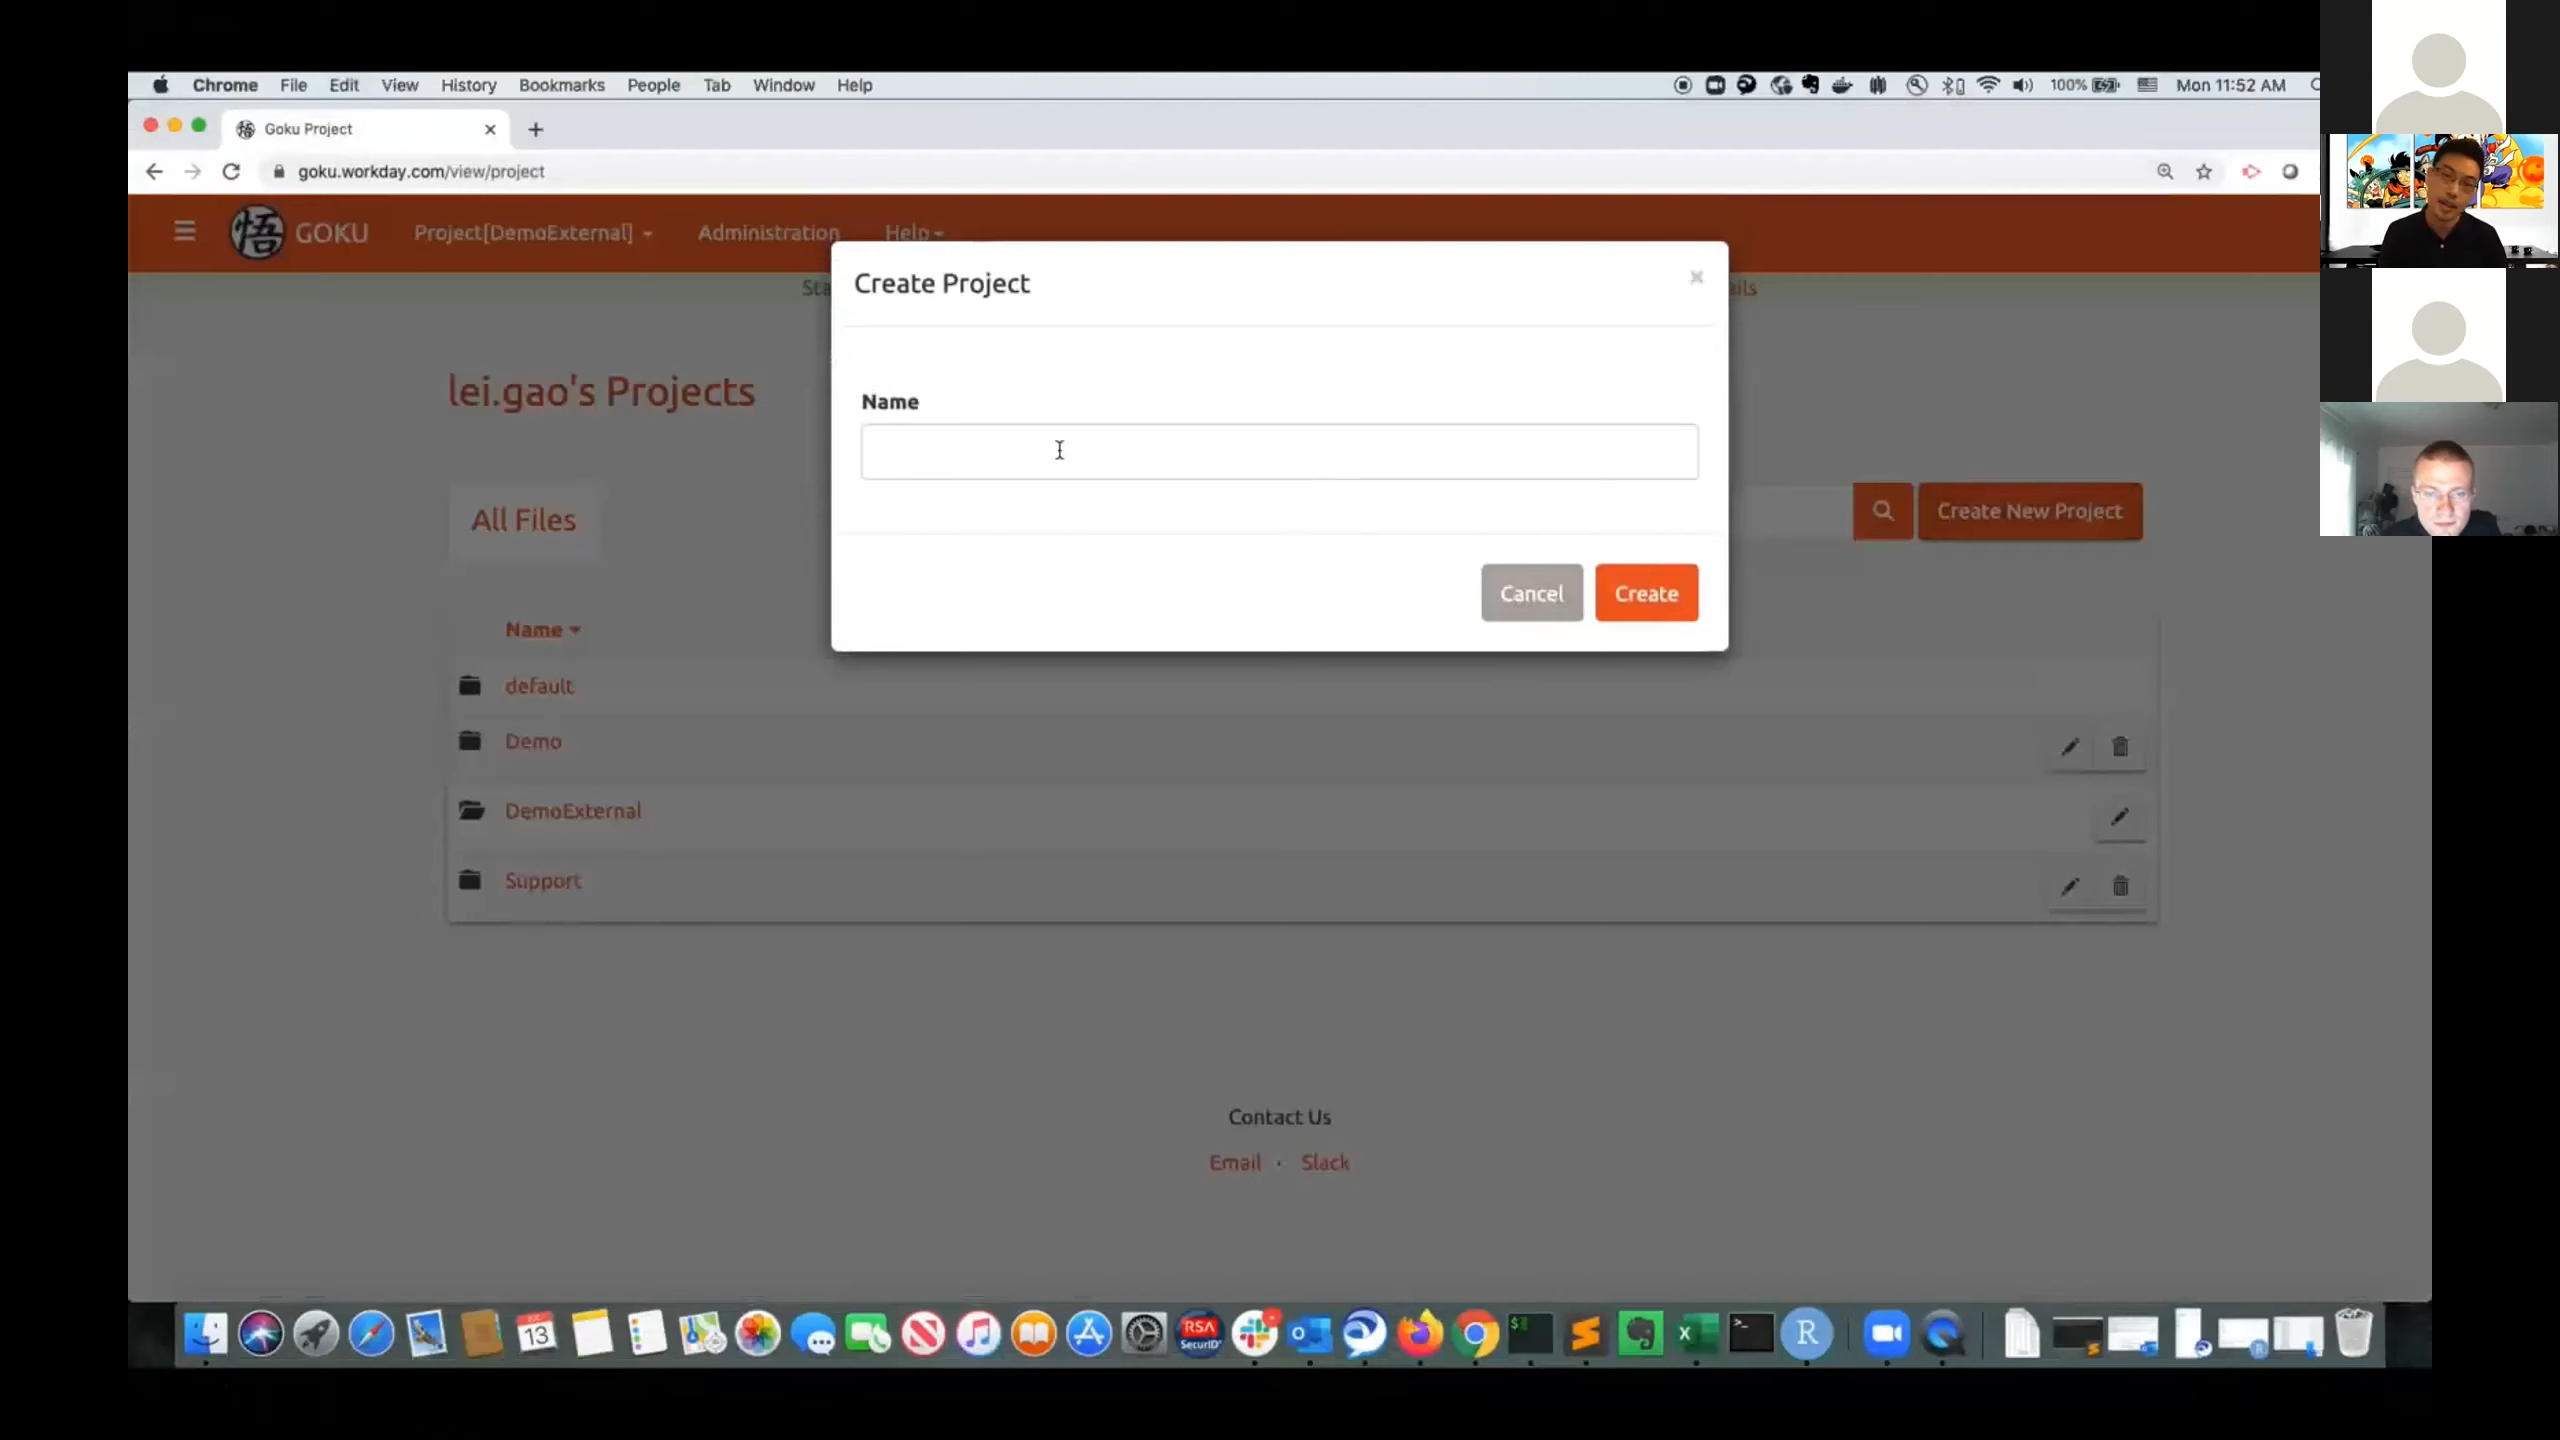 Chrome File Edit View History Bookmarks People Tab Window Help 100% Mon 11:52 AM
Goku Project
goku.workday.com/view/project
悟 GOKU Project[DemoExternal] Administration Help
Create Project
lei.gao's Projects
Name
All Files
Create New Project
Cancel Create
Name
default
Demo
DemoExternal
Support
Contact Us
Email · Slack
13
RSA
SecurID
R